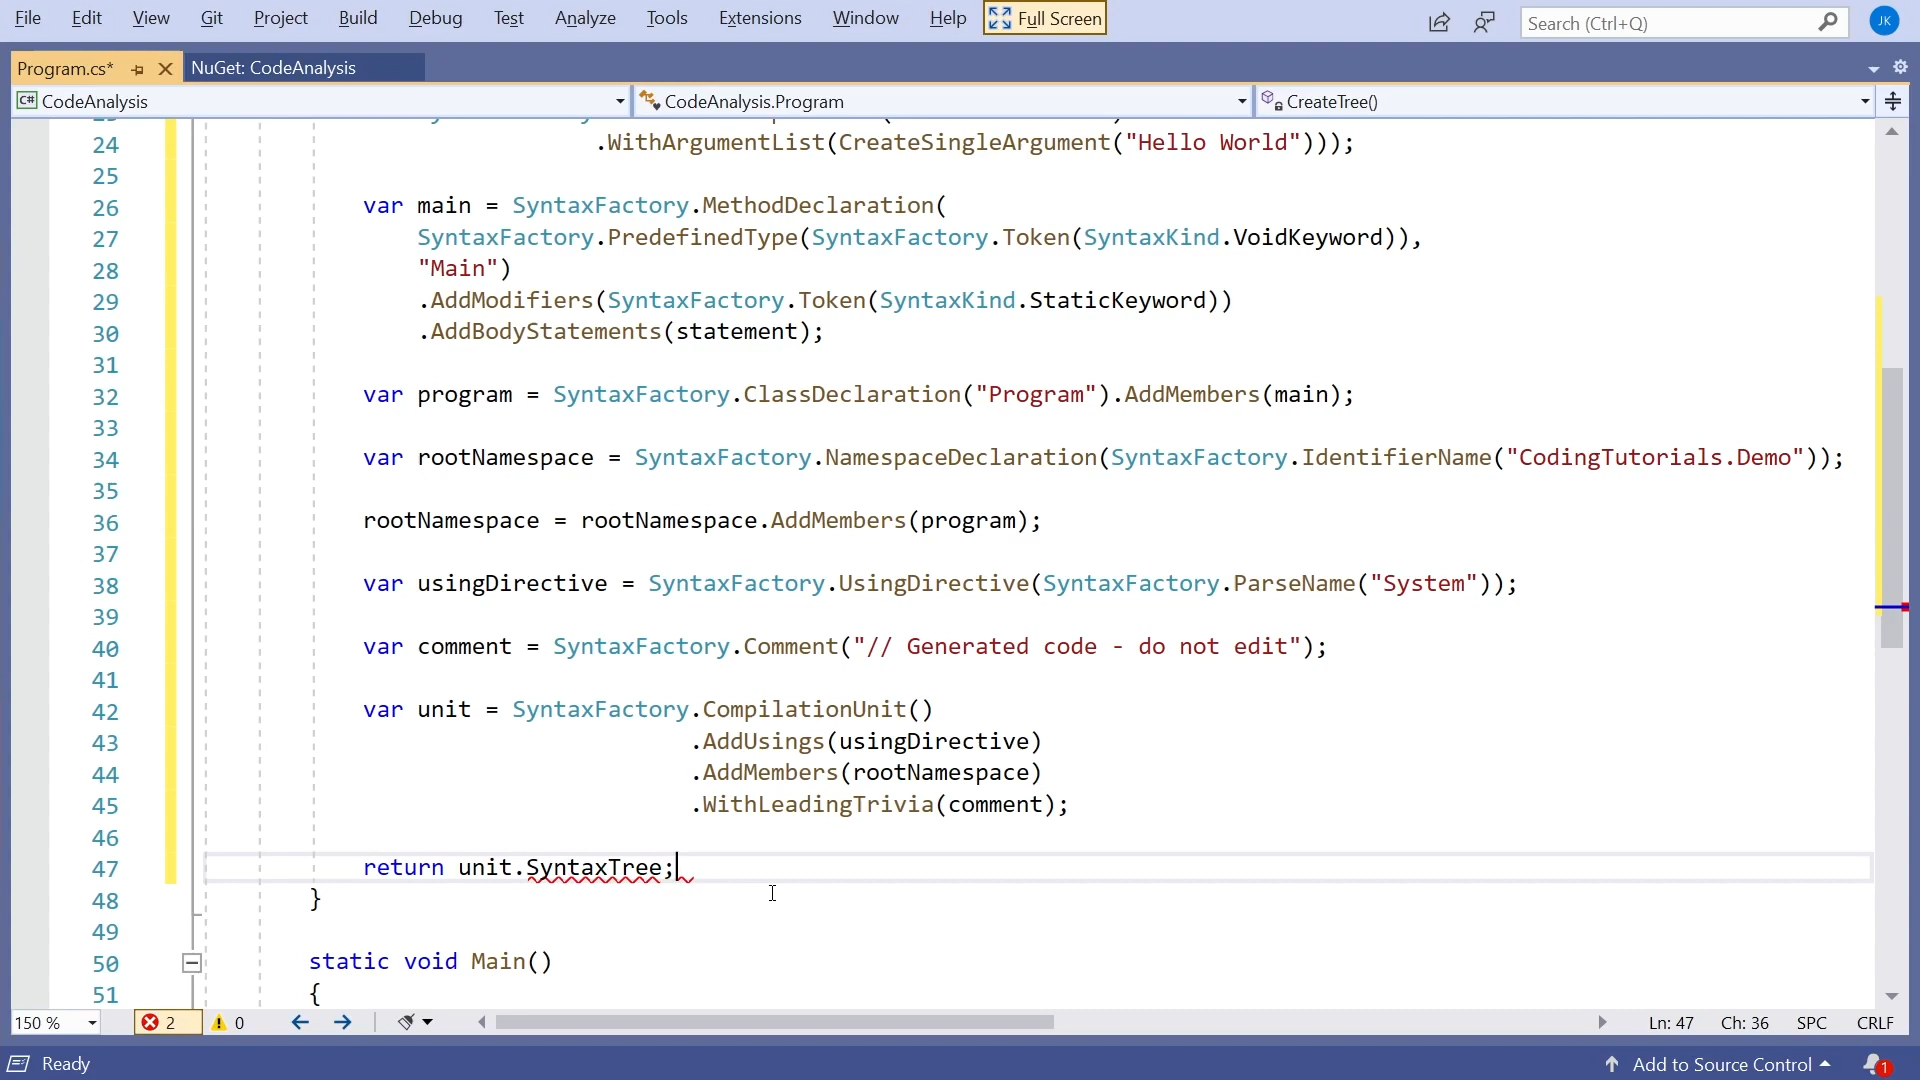 File Edit View Git Project Build Debug Test Analyze Tools Extensions Window Help Full Screen Search (Ctrl+Q) JK
Program.cs* NuGet: CodeAnalysis
C# CodeAnalysis CodeAnalysis.Program CreateTree()
24 .WithArgumentList(CreateSingleArgument("Hello World")));
25
26 var main = SyntaxFactory.MethodDeclaration(
27 SyntaxFactory.PredefinedType(SyntaxFactory.Token(SyntaxKind.VoidKeyword)),
28 "Main")
29 .AddModifiers(SyntaxFactory.Token(SyntaxKind.StaticKeyword))
30 .AddBodyStatements(statement);
31
32 var program = SyntaxFactory.ClassDeclaration("Program").AddMembers(main);
33
34 var rootNamespace = SyntaxFactory.NamespaceDeclaration(SyntaxFactory.IdentifierName("CodingTutorials.Demo"));
35
36 rootNamespace = rootNamespace.AddMembers(program);
37
38 var usingDirective = SyntaxFactory.UsingDirective(SyntaxFactory.ParseName("System"));
39
40 var comment = SyntaxFactory.Comment("// Generated code - do not edit");
41
42 var unit = SyntaxFactory.CompilationUnit()
43 .AddUsings(usingDirective)
44 .AddMembers(rootNamespace)
45 .WithLeadingTrivia(comment);
46
47 return unit.SyntaxTree;
48 }
49
50 static void Main()
51 {
150 % 2 0 Ln: 47 Ch: 36 SPC CRLF
Ready Add to Source Control 1